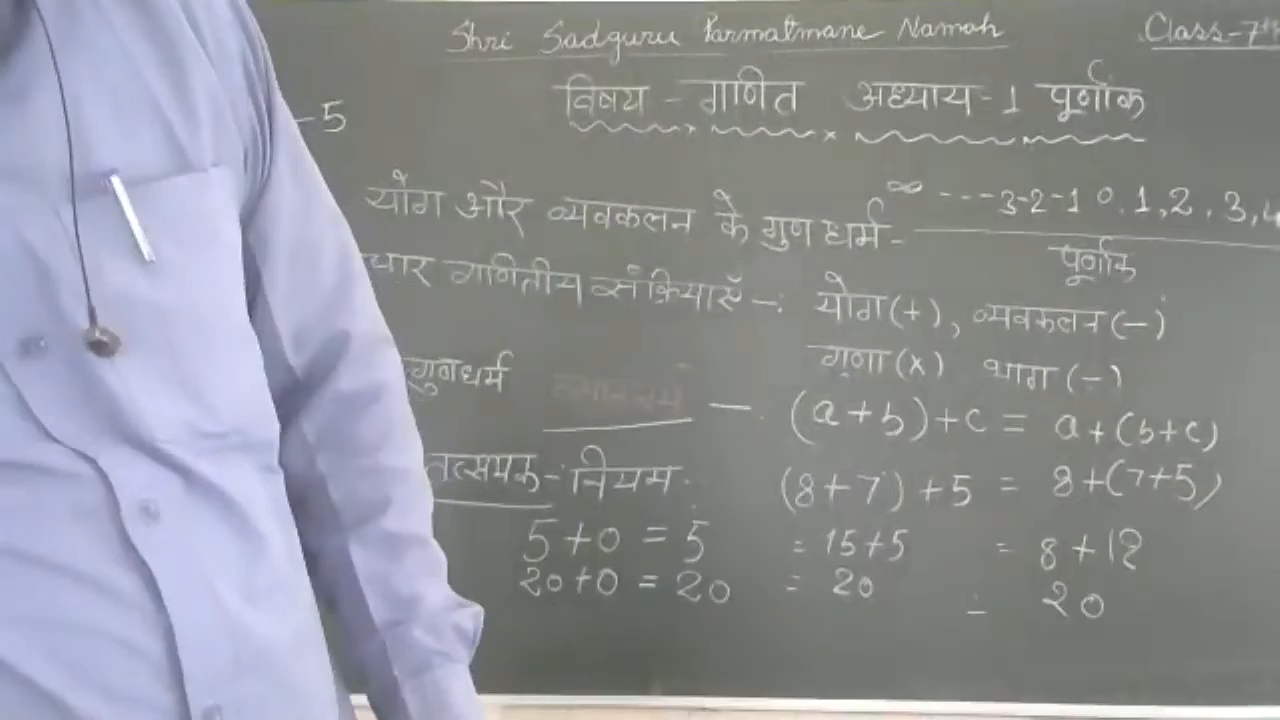 Shri Sadguru Parmatmane Namah Class-7th
विषय - गणित अध्याय-1 पूर्णांक
-5
योग और व्यवकलन के गुण धर्म - ∞ ----3-2-1 0.1,2,3,4
पूर्णांक
चार गणितीय संक्रियाएँ -: योग(+), व्यवकलन(-)
गुणा(x) भाग(-)
गुणधर्म — (a+b)+c = a+(b+c)
तत्समक- नियम (8+7)+5 = 8+(7+5)
5+0 = 5 = 15+5 = 8+12
20+0 = 20 = 20 = 20